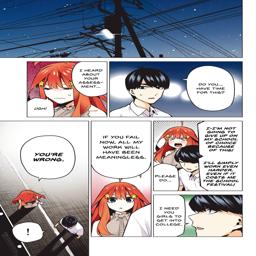 DO YOU...
HAVE TIME
FOR THIS?
I HEARD
ABOUT
YOUR
ASSESS-
MENT...
UGH!
I-I'M NOT
GOING TO
GIVE UP ON
MY SCHOOL
OF CHOICE
BECAUSE
OF THIS!
I'LL SIMPLY
WORK EVEN
HARDER,
EVEN IF IT
COSTS ME
THE SCHOOL
FESTIVAL!
PLEASE
DO...
I NEED
YOU
GIRLS TO
GET INTO
COLLEGE.
IF YOU FAIL
NOW, ALL MY
WORK WILL
HAVE BEEN
MEANINGLESS.
YOU'RE
WRONG.
!